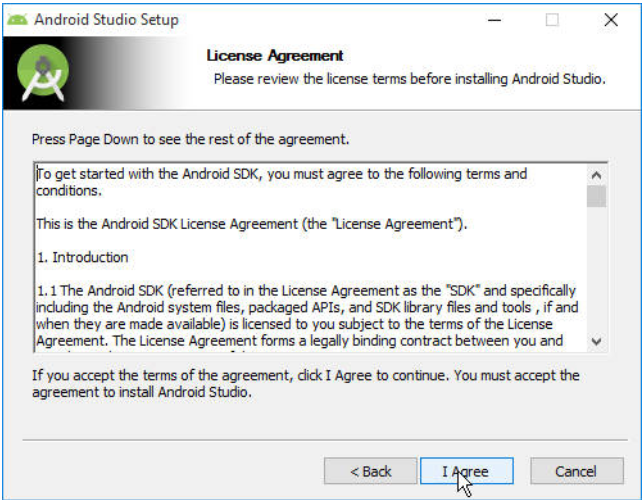 Android Studio Setup
License Agreement
Please review the license terms before installing Android Studio.
Press Page Down to see the rest of the agreement.
To get started with the Android SDK, you must agree to the following terms and
conditions.
This is the Android SDK License Agreement (the "License Agreement").
1. Introduction
1.1 The Android SDK (referred to in the License Agreement as the "SDK" and specifically
including the Android system files, packaged APIs, and SDK library files and tools , if and
when they are made available) is licensed to you subject to the terms of the License
Agreement. The License Agreement forms a legally binding contract between you and
If you accept the terms of the agreement, click I Agree to continue. You must accept the
agreement to install Android Studio.
< Back
I Agree
Cancel